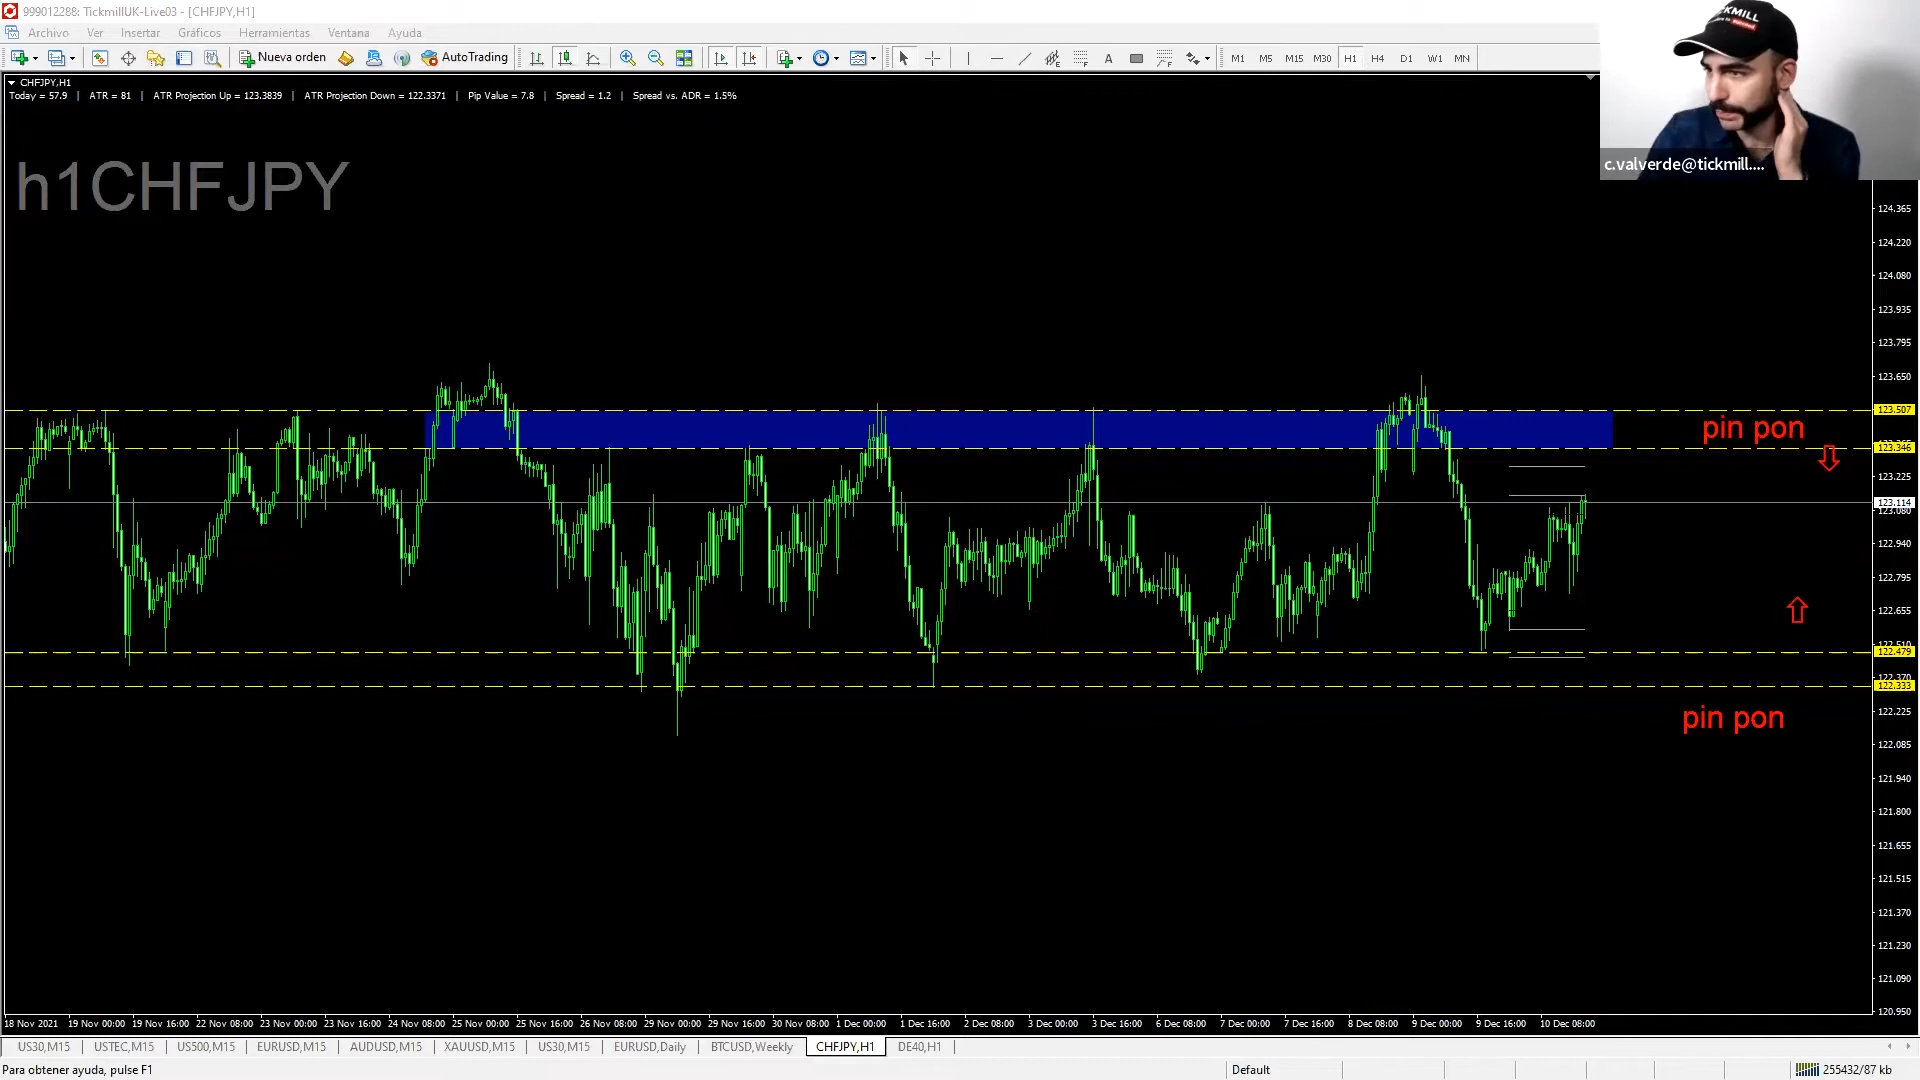 999012288: TickmillUK-Live03 - [CHFJPY,H1]
Archivo Ver Insertar Gráficos Herramientas Ventana Ayuda
Nueva orden AutoTrading A M1 M5 M15 M30 H1 H4 D1 W1 MN
TICKMILL
c.valverde@tickmill....
CHFJPY,H1
Today = 57.9 | ATR = 81 | ATR Projection Up = 123.3839 | ATR Projection Down = 122.3371 | Pip Value = 7.8 | Spread = 1.2 | Spread vs. ADR = 1.5%
h1CHFJPY
124.365
124.220
124.080
123.935
123.795
123.650
123.507
pin pon
123.346
123.225
123.114
123.080
122.940
122.795
122.655
122.510
122.479
122.370
122.333
122.225
pin pon
122.085
121.940
121.800
121.655
121.515
121.370
121.230
121.090
120.950
18 Nov 2021 19 Nov 00:00 19 Nov 16:00 22 Nov 08:00 23 Nov 00:00 23 Nov 16:00 24 Nov 08:00 25 Nov 00:00 25 Nov 16:00 26 Nov 08:00 29 Nov 00:00 29 Nov 16:00 30 Nov 08:00 1 Dec 00:00 1 Dec 16:00 2 Dec 08:00 3 Dec 00:00 3 Dec 16:00 6 Dec 08:00 7 Dec 00:00 7 Dec 16:00 8 Dec 08:00 9 Dec 00:00 9 Dec 16:00 10 Dec 08:00
US30,M15 USTEC,M15 US500,M15 EURUSD,M15 AUDUSD,M15 XAUUSD,M15 US30,M15 EURUSD,Daily BTCUSD,Weekly CHFJPY,H1 DE40,H1
Para obtener ayuda, pulse F1 Default 255432/87 kb